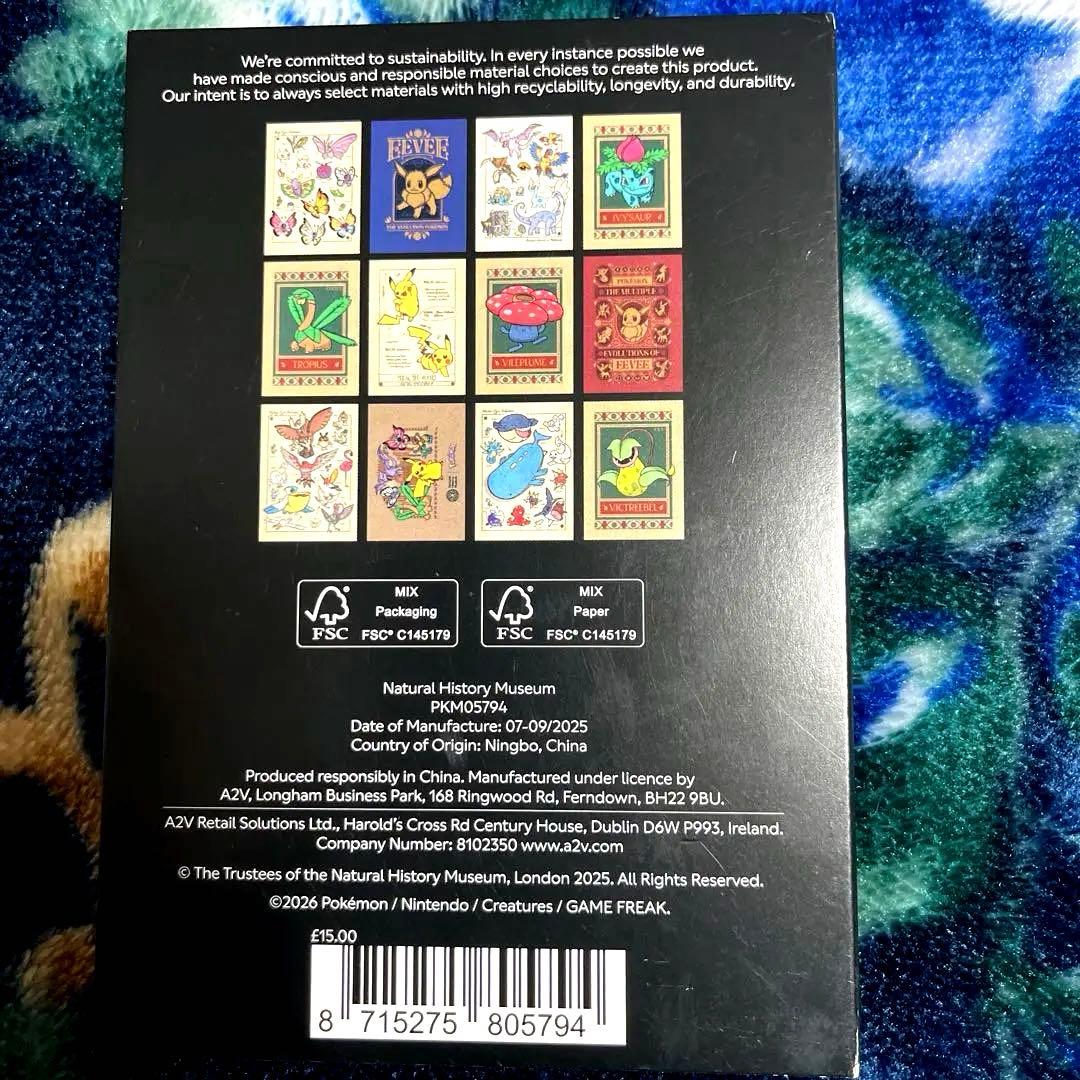 We're committed to sustainability. In every instance possible we
have made conscious and responsible material choices to create this product.
Our intent is to always select materials with high recyclability, longevity, and durability.
EEVEE
THE EVOLUTION POKÉMON
IVYSAUR
TROPIUS
VILEPLUME
POKÉMON
THE MULTIPLE
EVOLUTIONS OF
EEVEE
VICTREEBEL
FSC
MIX
Packaging
FSC® C145179
FSC
MIX
Paper
FSC® C145179
Natural History Museum
PKM05794
Date of Manufacture: 07-09/2025
Country of Origin: Ningbo, China
Produced responsibly in China. Manufactured under licence by
A2V, Longham Business Park, 168 Ringwood Rd, Ferndown, BH22 9BU.
A2V Retail Solutions Ltd., Harold's Cross Rd Century House, Dublin D6W P993, Ireland.
Company Number: 8102350 www.a2v.com
© The Trustees of the Natural History Museum, London 2025. All Rights Reserved.
©2026 Pokémon / Nintendo / Creatures / GAME FREAK.
£15.00
8 715275 805794